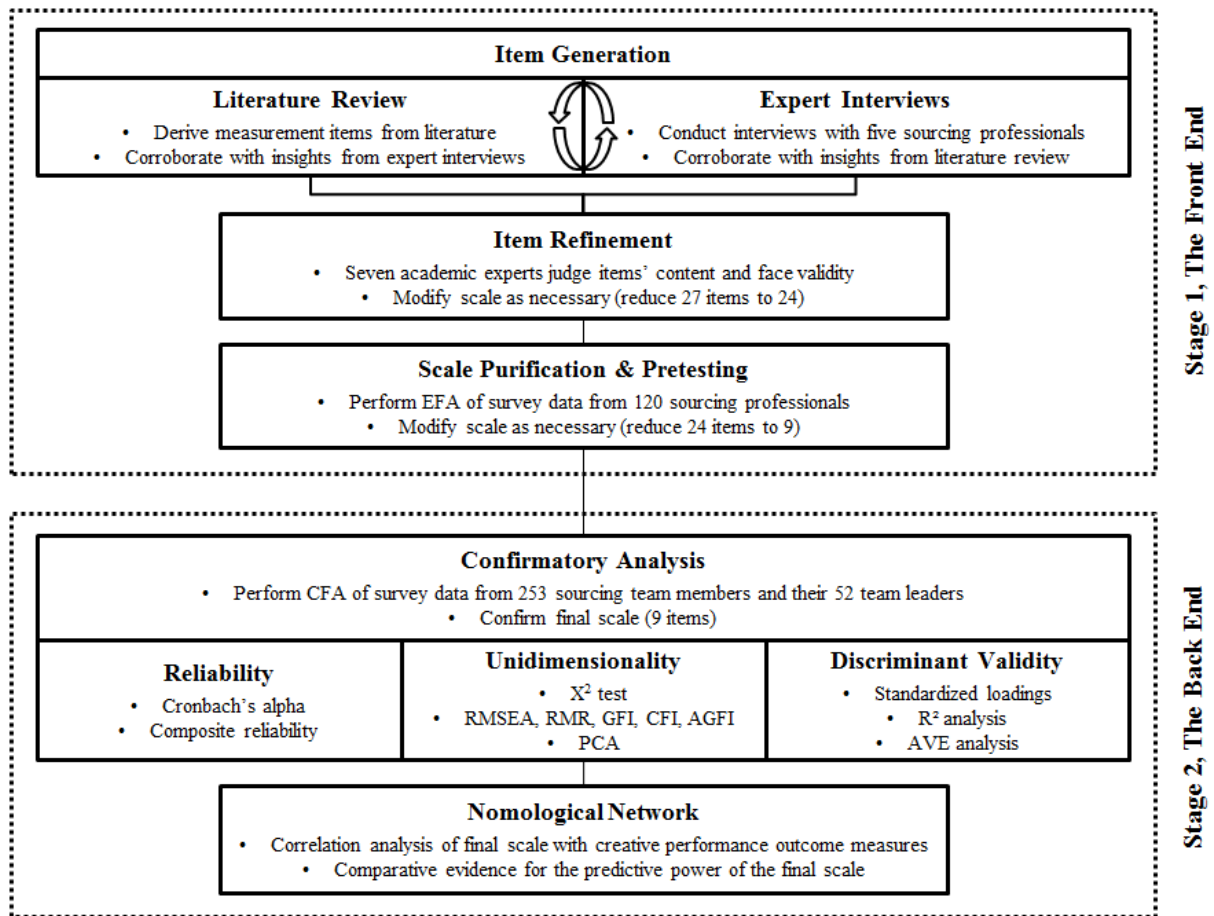 Item Generation
Literature Review
• Derive measurement items from literature
• Corroborate with insights from expert interviews
Expert Interviews
• Conduct interviews with five sourcing professionals
• Corroborate with insights from literature review
Item Refinement
• Seven academic experts judge items' content and face validity
• Modify scale as necessary (reduce 27 items to 24)
Scale Purification & Pretesting
• Perform EFA of survey data from 120 sourcing professionals
• Modify scale as necessary (reduce 24 items to 9)
Stage 1, The Front End
Confirmatory Analysis
• Perform CFA of survey data from 253 sourcing team members and their 52 team leaders
• Confirm final scale (9 items)
Reliability
• Cronbach's alpha
• Composite reliability
Unidimensionality
• X² test
• RMSEA, RMR, GFI, CFI, AGFI
• PCA
Discriminant Validity
• Standardized loadings
• R² analysis
• AVE analysis
Nomological Network
• Correlation analysis of final scale with creative performance outcome measures
• Comparative evidence for the predictive power of the final scale
Stage 2, The Back End